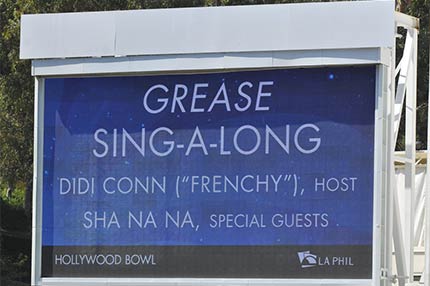 GREASE
SING-A-LONG
DIDI CONN ("FRENCHY"), HOST
SHA NA NA, SPECIAL GUESTS
HOLLYWOOD BOWL LA PHIL